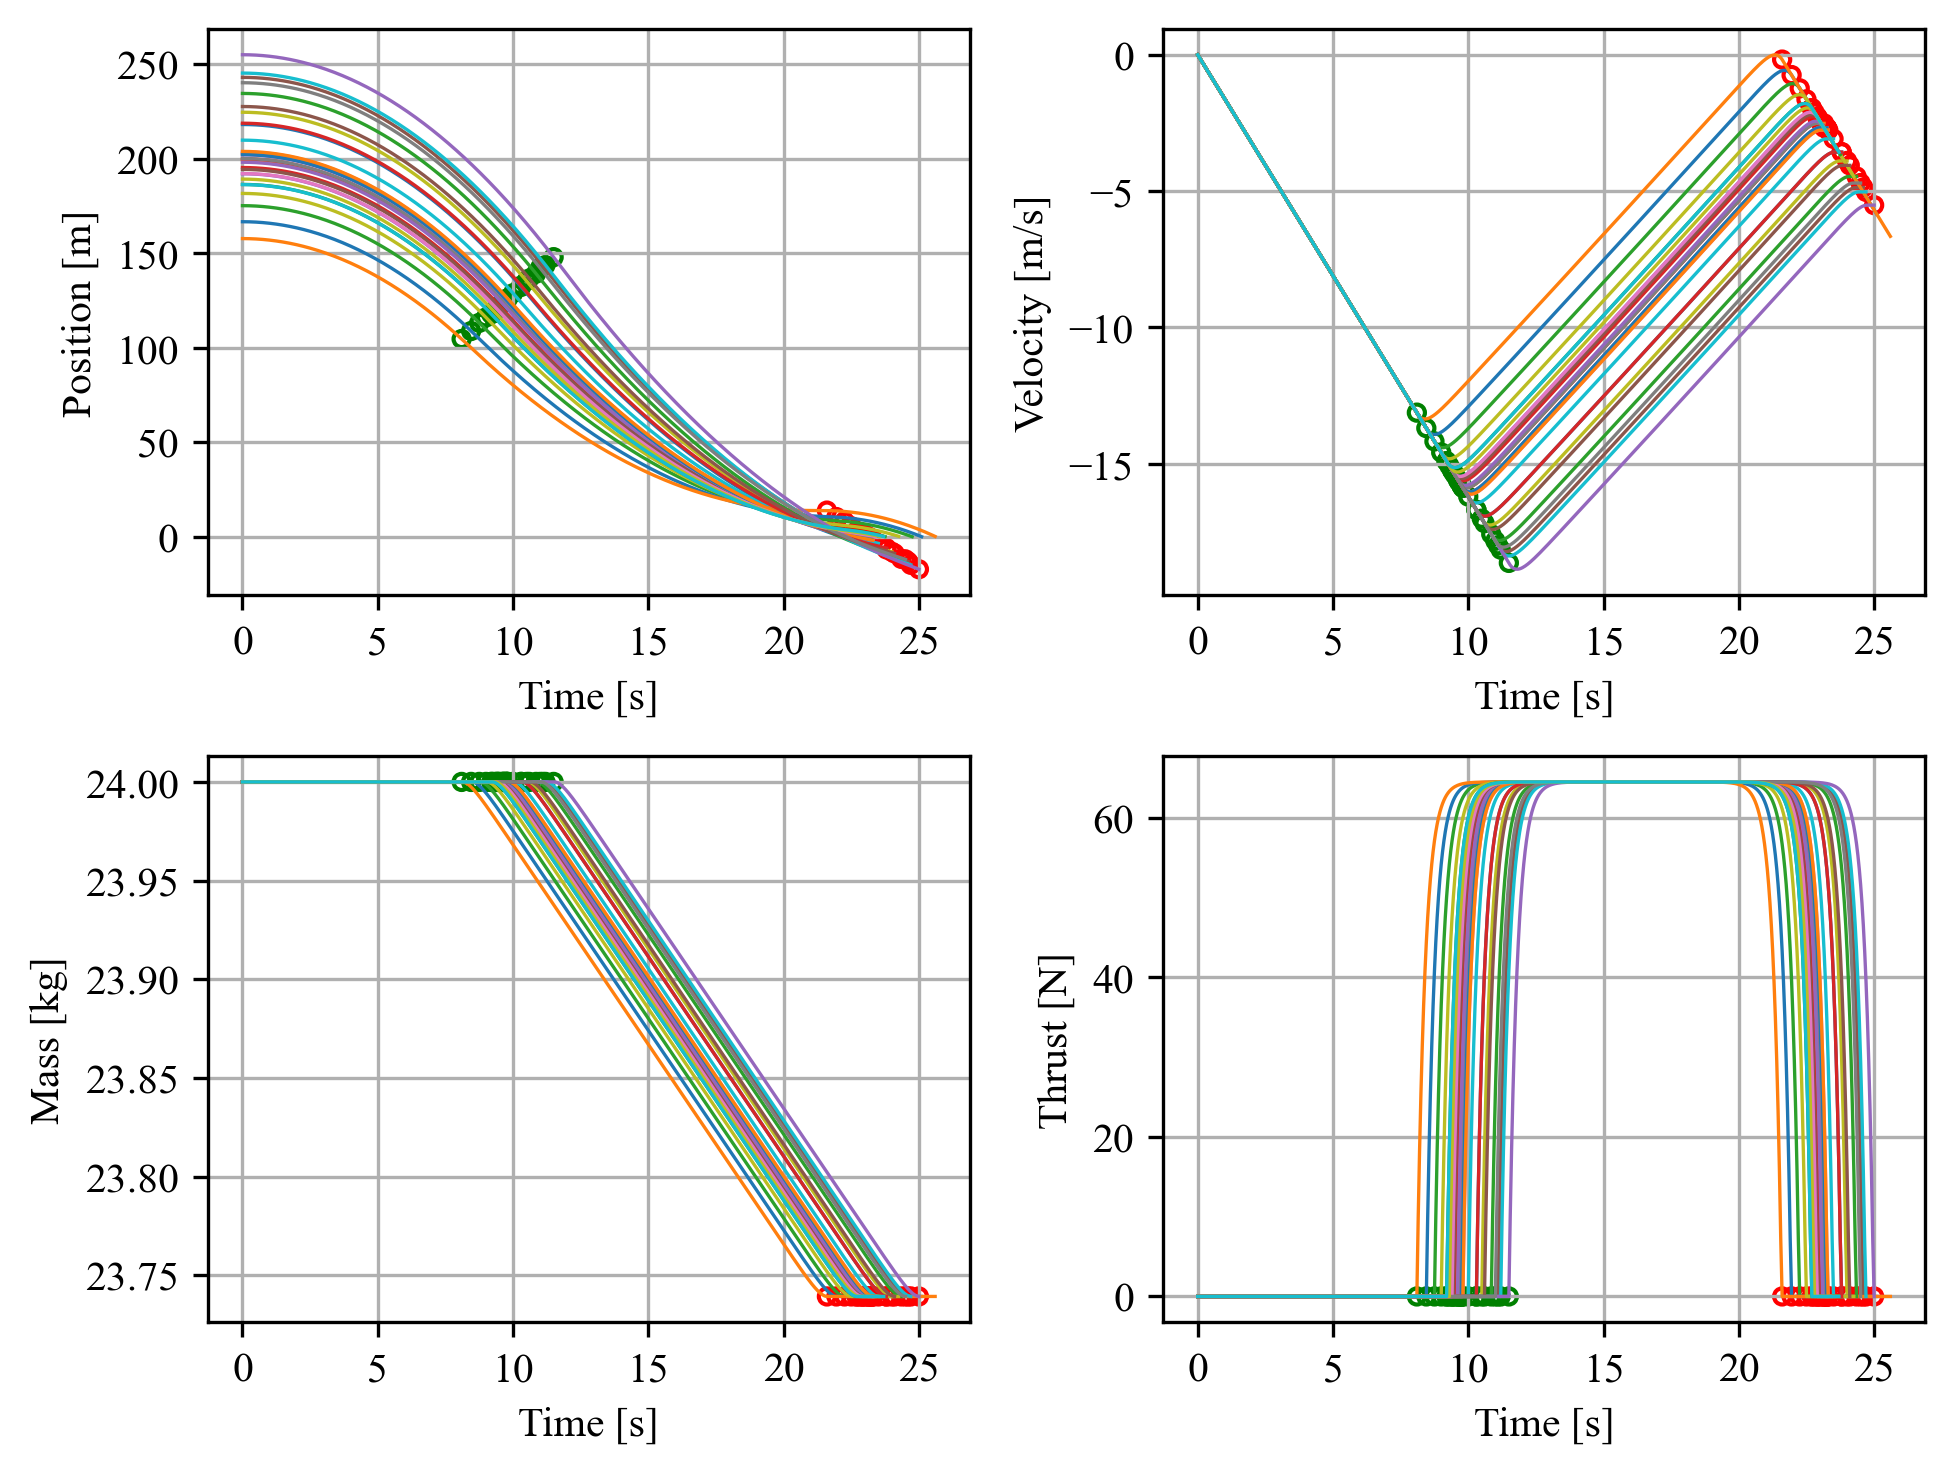 250
200
150
100
50
0
Position [m]
0 5 10 15 20 25
Time [s]
0
−5
−10
−15
Velocity [m/s]
0 5 10 15 20 25
Time [s]
24.00
23.95
23.90
23.85
23.80
23.75
Mass [kg]
0 5 10 15 20 25
Time [s]
60
40
20
0
Thrust [N]
0 5 10 15 20 25
Time [s]